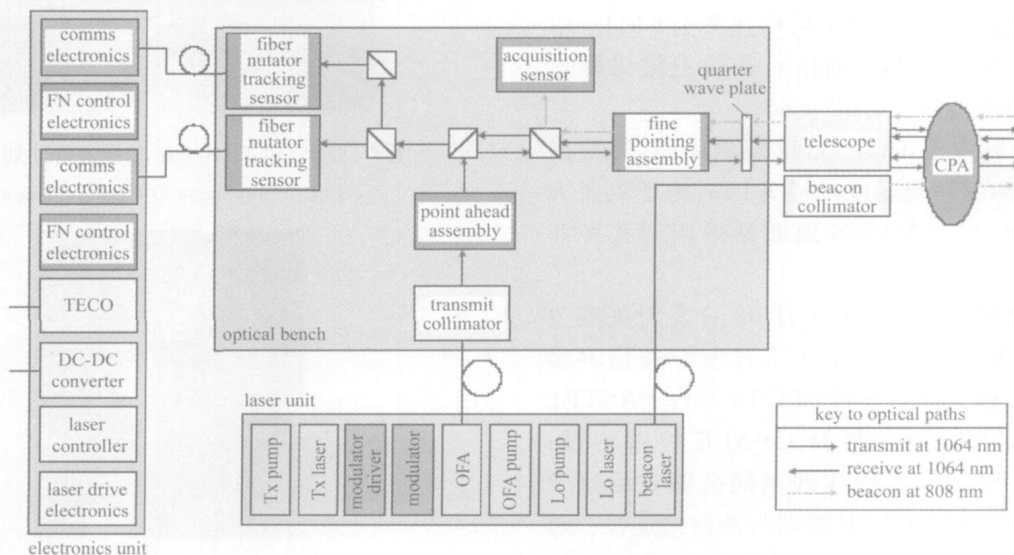 comms
electronics
FN control
electronics
comms
electronics
FN control
electronics
TECO
DC-DC
converter
laser
controller
laser drive
electronics
electronics unit
fiber
nutator
tracking
sensor
fiber
nutator
tracking
sensor
acquisition
sensor
quarter
wave plate
fine
pointing
assembly
telescope
beacon
collimator
CPA
point ahead
assembly
transmit
collimator
optical bench
laser unit
Tx pump
Tx laser
modulator
driver
modulator
OFA
OFA pump
Lo pump
Lo laser
beacon
laser
key to optical paths
transmit at 1064 nm
receive at 1064 nm
beacon at 808 nm